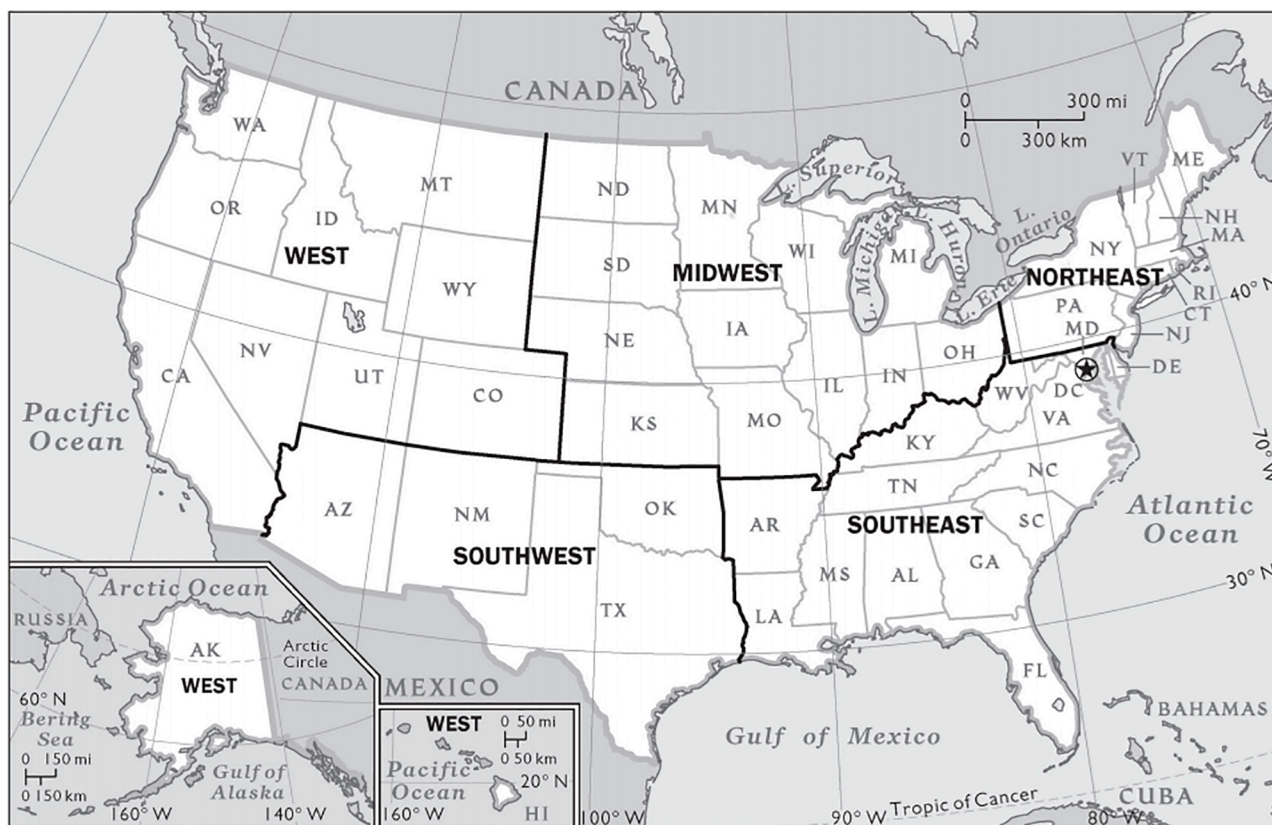 CANADA
0 300 mi
0 300 km
WA
MT
ND
MN
L. Superior
VT
ME
OR
ID
WEST
WY
SD
MIDWEST
WI
L. Michigan
MI
L. Huron
L.
Ontario
NY
NH
MA
NORTHEAST
L. Erie
PA
RI
CT
40° N
NJ
MD
DE
DC
NE
IA
OH
IL
IN
WV
VA
NV
CA
UT
CO
KS
MO
KY
Pacific
Ocean
70° W
AZ
NM
OK
AR
TN
NC
SC
Atlantic
Ocean
SOUTHWEST
SOUTHEAST
MS
AL
GA
30° N
TX
LA
FL
Arctic Ocean
RUSSIA
AK
WEST
Arctic
Circle
CANADA
60° N
Bering
Sea
0 150 mi
0 150 km
Gulf of
Alaska
160° W
140° W
MEXICO
WEST
0 50 mi
0 50 km
Pacific
Ocean
20° N
160° W
HI
100° W
Gulf of Mexico
BAHAMAS
Tropic of Cancer
CUBA
90° W
80° W